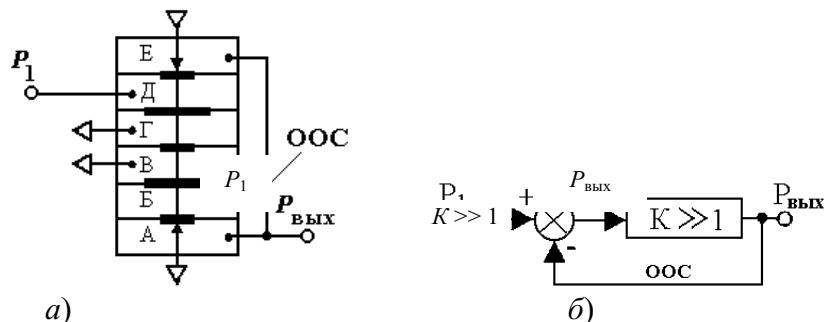 Е
P₁
Д
Г
ООС
В
P₁
Б
Pвых
А
а)
P₁
+
Pвых
Pвых
K >> 1
K >> 1
-
ООС
б)